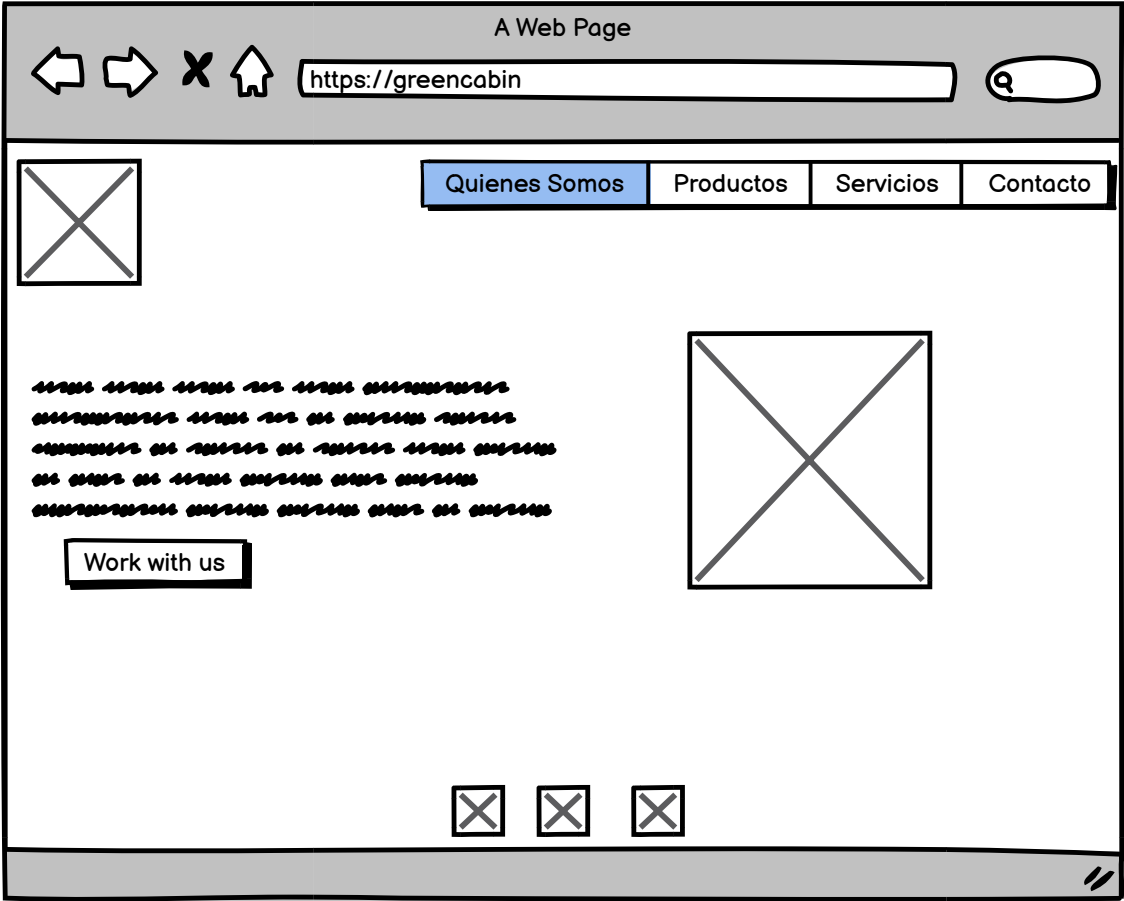 A Web Page
https://greencabin
Quienes Somos Productos Servicios Contacto
Work with us